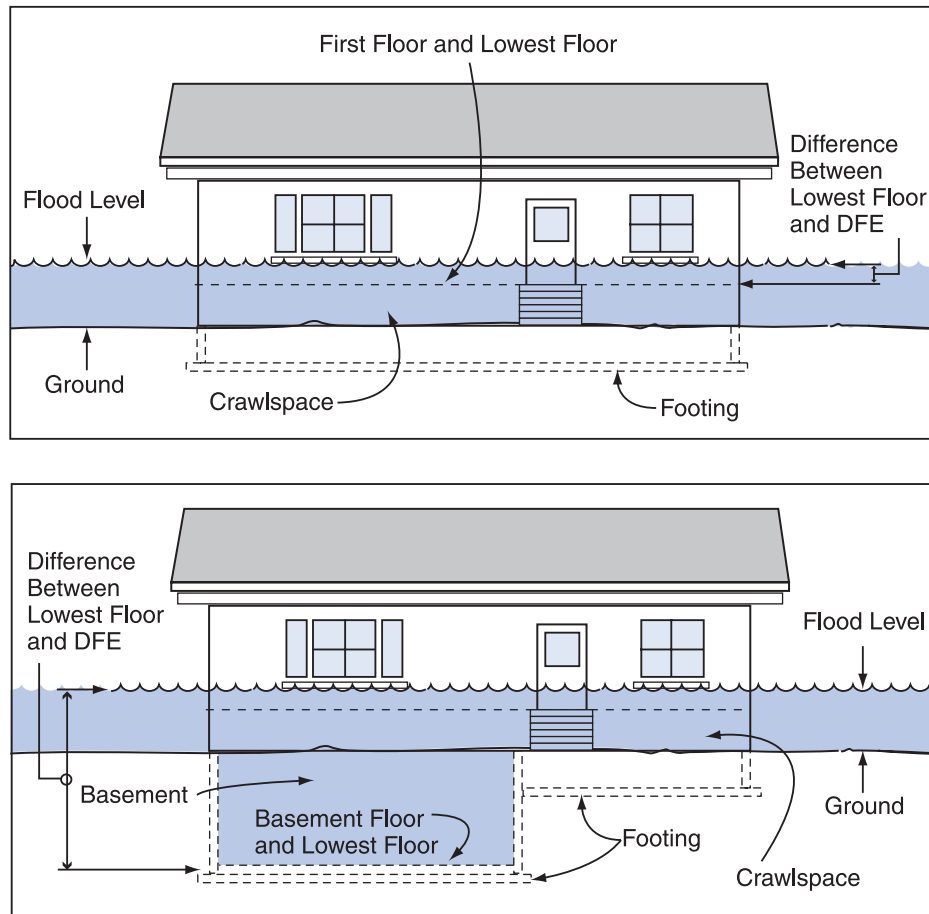 First Floor and Lowest Floor
Difference
Between
Lowest Floor
and DFE
Flood Level
Ground
Crawlspace
Footing
Difference
Between
Lowest Floor
and DFE
Flood Level
Basement
Basement Floor
and Lowest Floor
Footing
Ground
Crawlspace